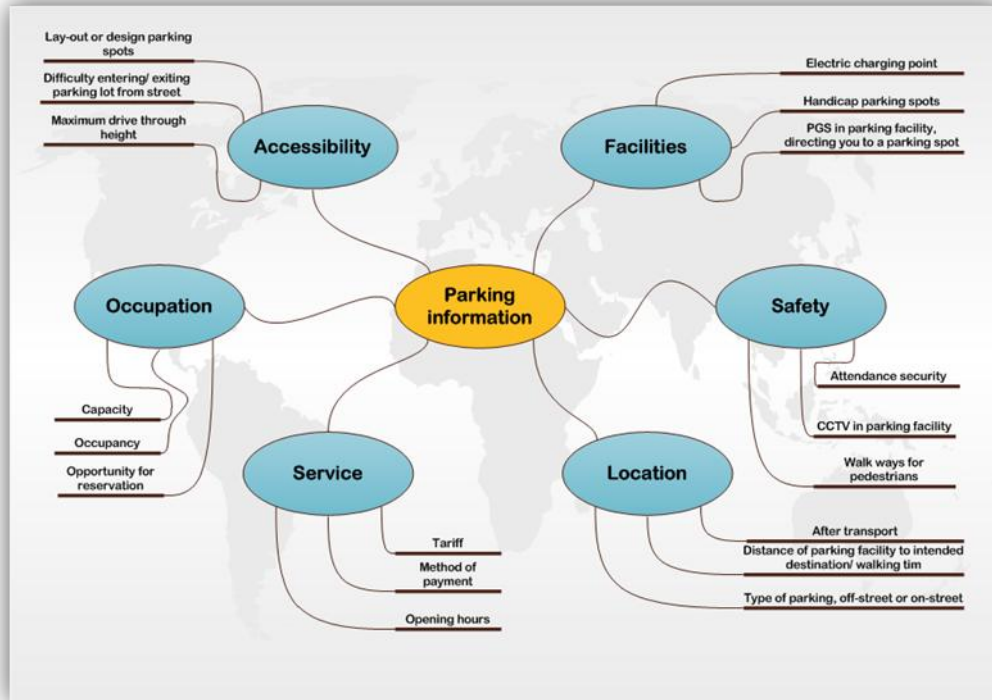 Lay-out or design parking
spots
Difficulty entering/ exiting
parking lot from street
Maximum drive through
height
Accessibility
Electric charging point
Handicap parking spots
PGS in parking facility,
directing you to a parking spot
Facilities
Parking
information
Occupation
Capacity
Occupancy
Opportunity for
reservation
Safety
Attendance security
CCTV in parking facility
Walk ways for
pedestrians
Service
Tariff
Method of
payment
Opening hours
Location
After transport
Distance of parking facility to intended
destination/ walking tim
Type of parking, off-street or on-street